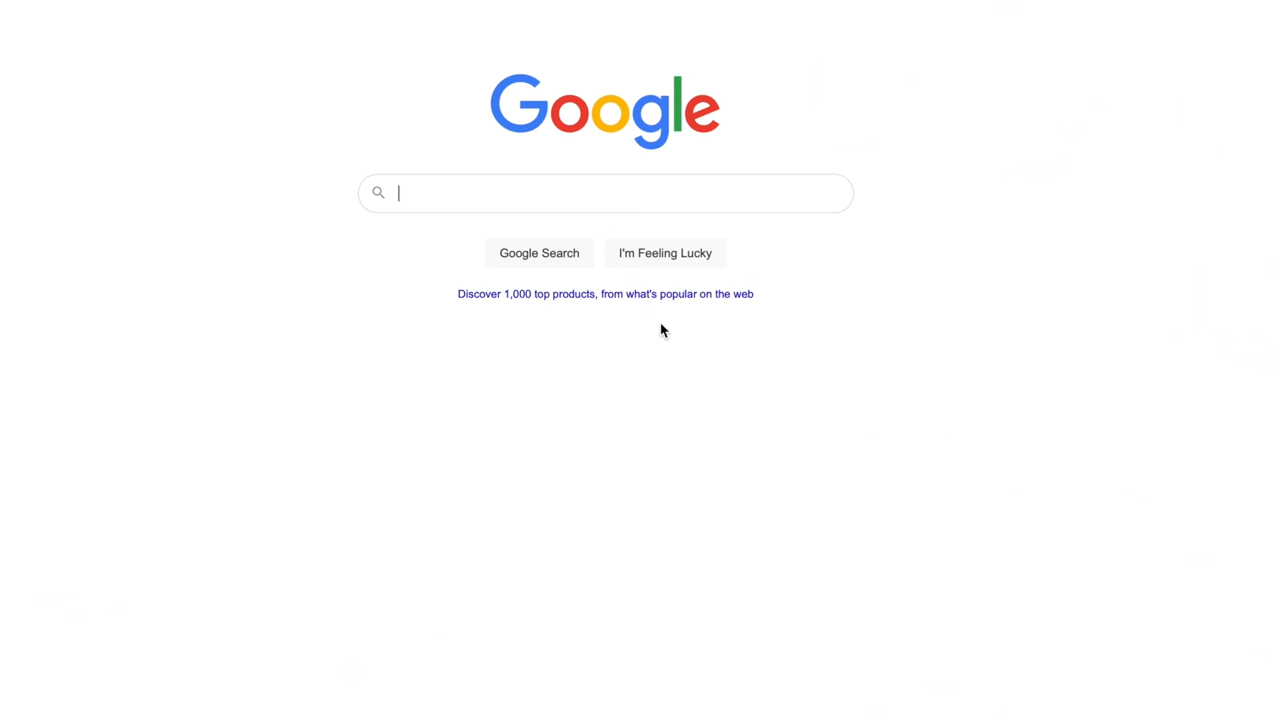 Google
Google Search
I'm Feeling Lucky
Discover 1,000 top products, from what's popular on the web